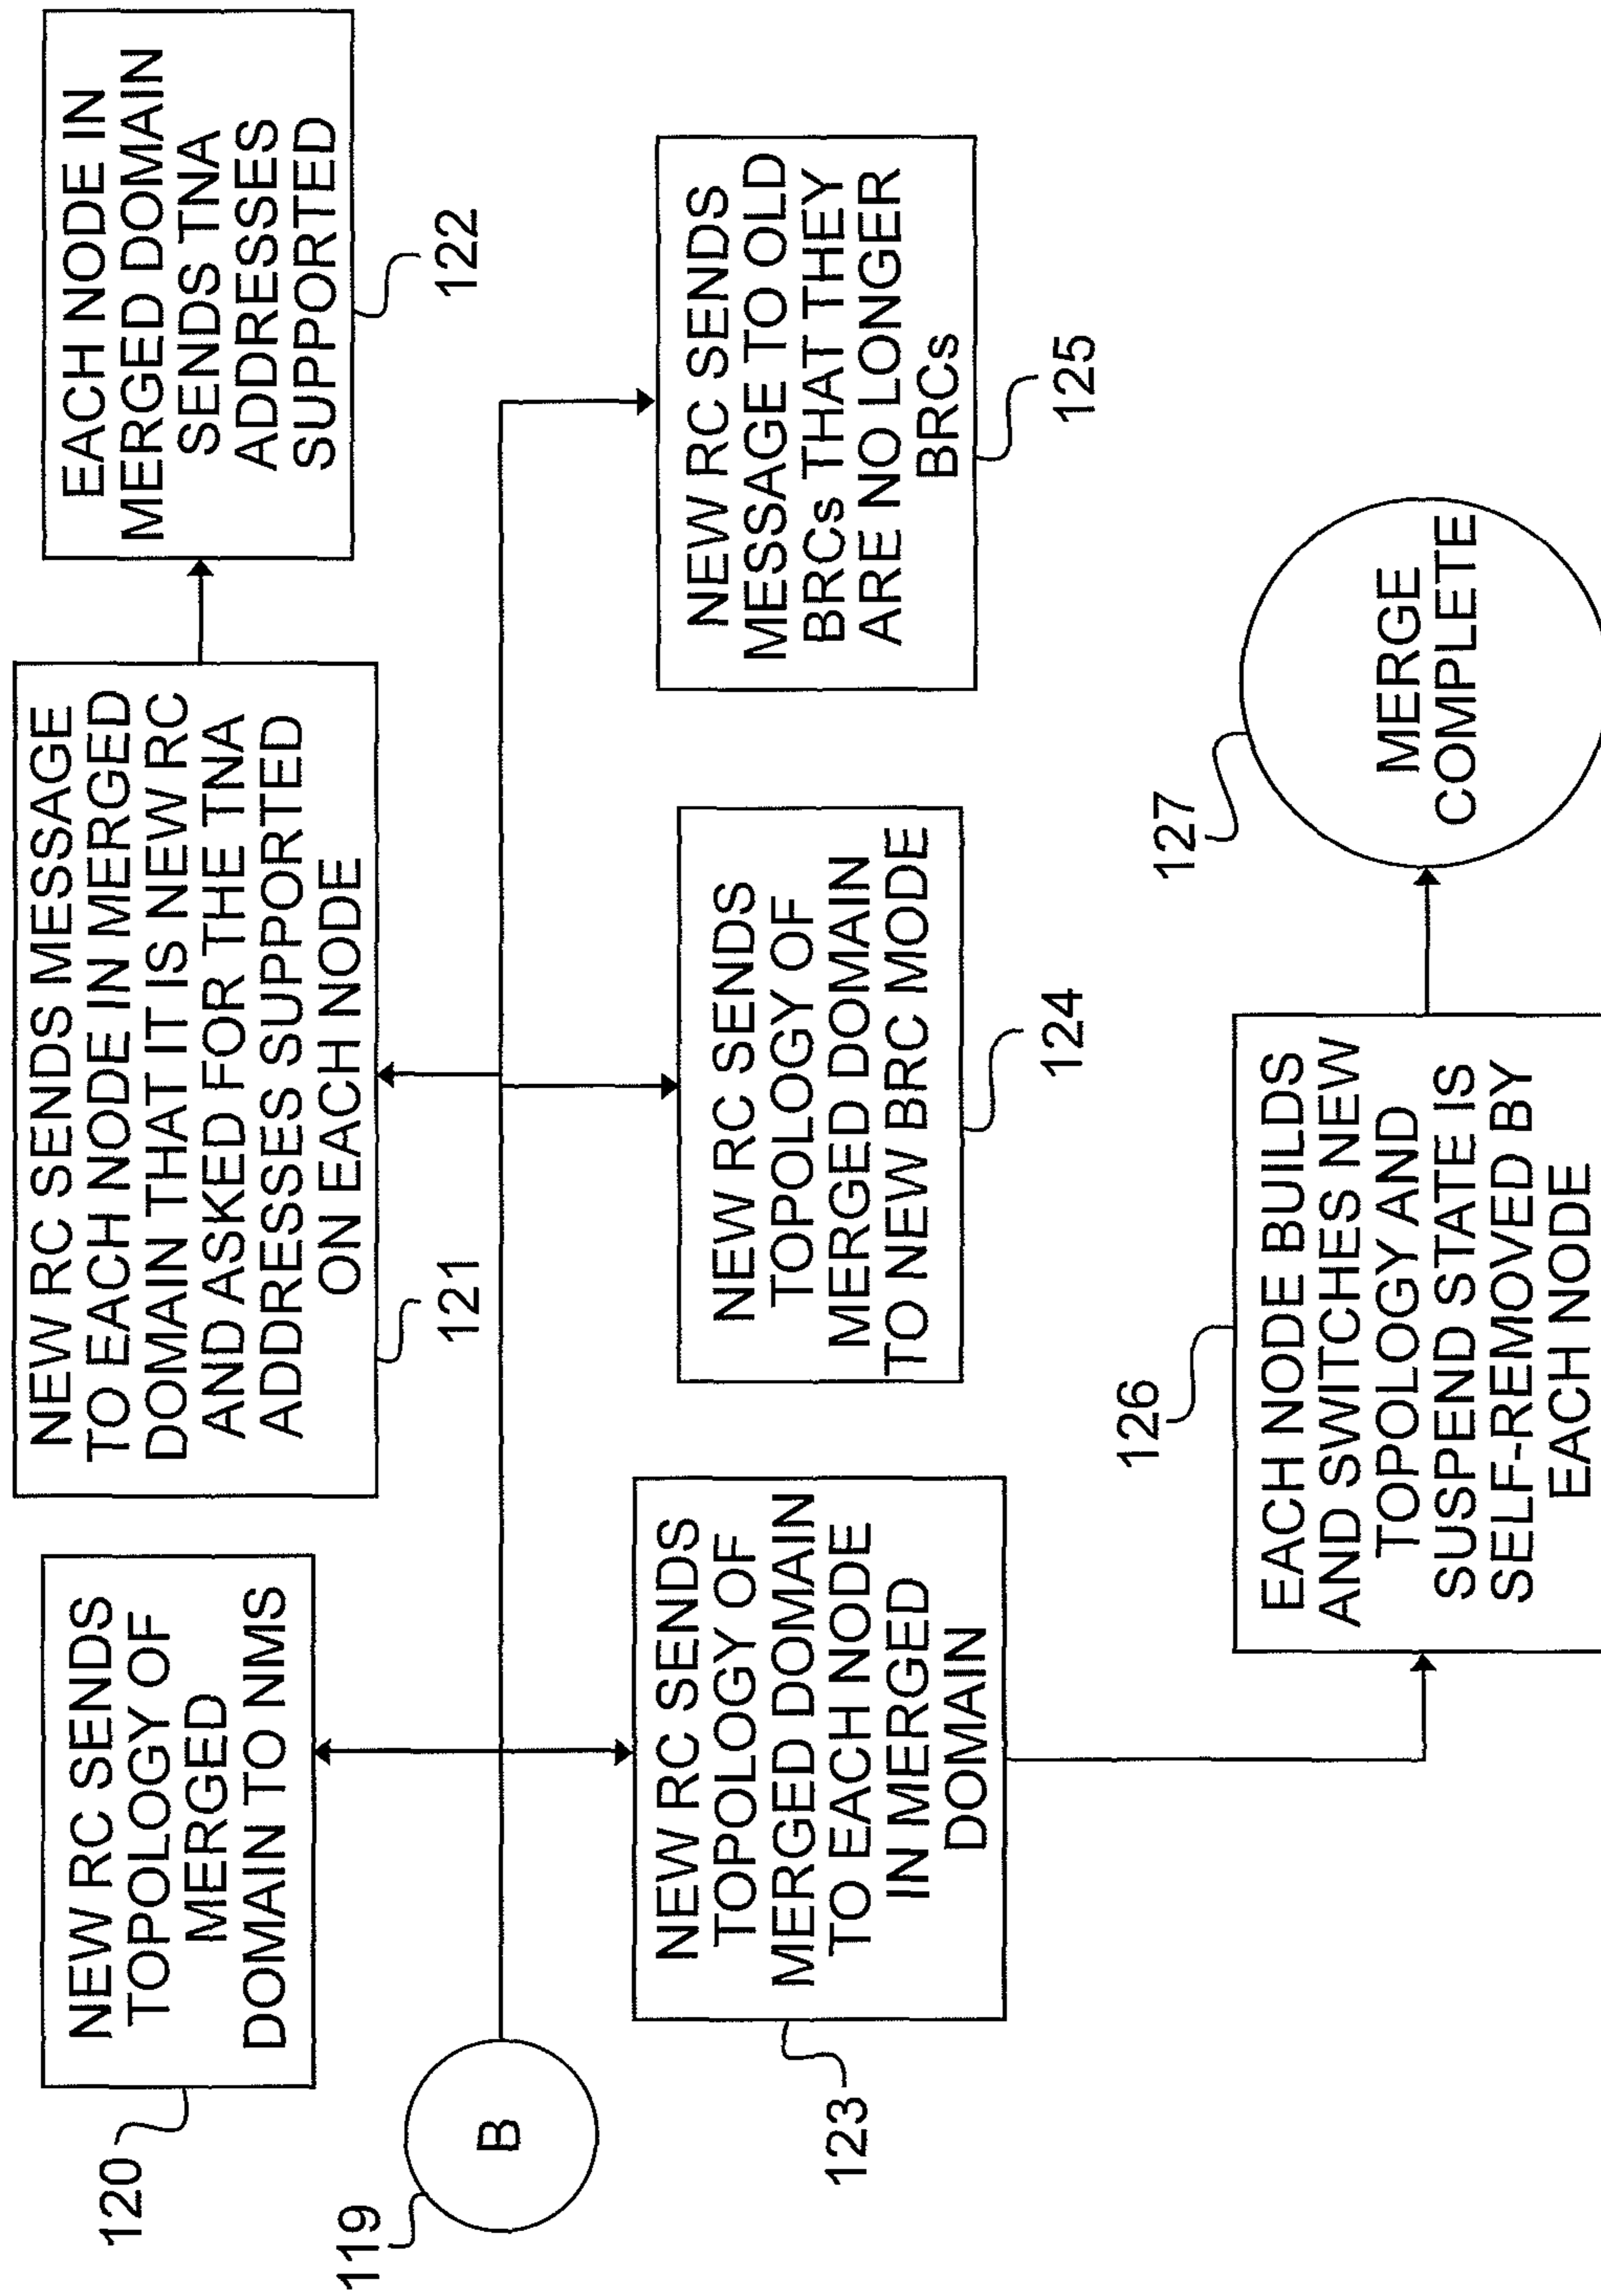 NEW RC SENDS
TOPOLOGY OF
MERGED
DOMAIN TO NMS
120
NEW RC SENDS MESSAGE
TO EACH NODE IN MERGED
DOMAIN THAT IT IS NEW RC
AND ASKED FOR THE TNA
ADDRESSES SUPPORTED
ON EACH NODE
121
EACH NODE IN
MERGED DOMAIN
SENDS TNA
ADDRESSES
SUPPORTED
122
119
B
NEW RC SENDS
TOPOLOGY OF
MERGED DOMAIN
TO EACH NODE
IN MERGED
DOMAIN
123
NEW RC SENDS
TOPOLOGY OF
MERGED DOMAIN
TO NEW BRC MODE
124
NEW RC SENDS
MESSAGE TO OLD
BRCs THAT THEY
ARE NO LONGER
BRCs
125
126
EACH NODE BUILDS
AND SWITCHES NEW
TOPOLOGY AND
SUSPEND STATE IS
SELF-REMOVED BY
EACH NODE
127
MERGE
COMPLETE